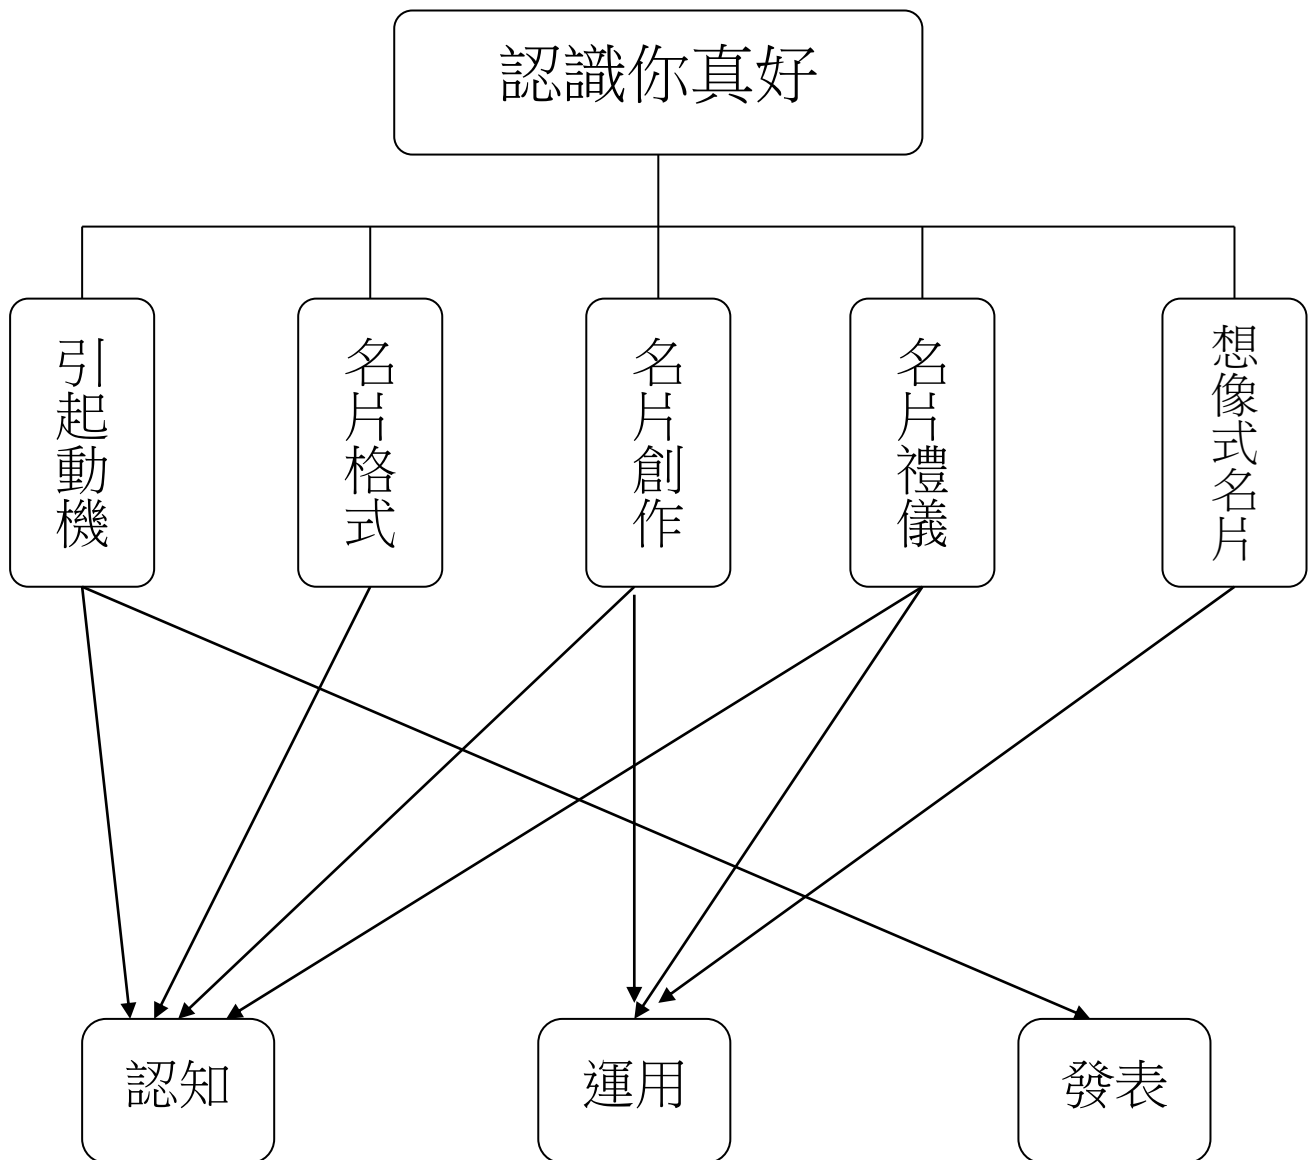 認識你真好
引起動機
名片格式
名片創作
名片禮儀
想像式名片
認知
運用
發表